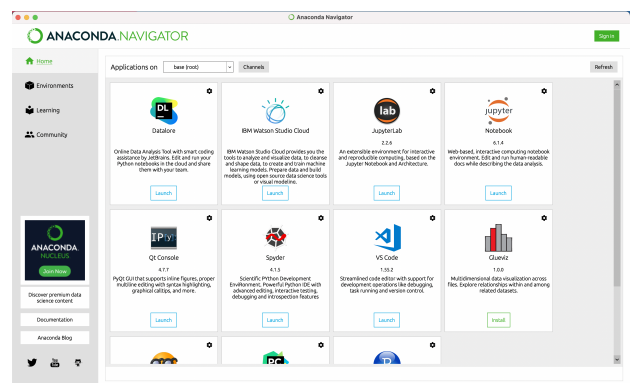 Anaconda Navigator
ANACONDA.NAVIGATOR
Sign in
Home
Environments
Learning
Community
Applications on
base (root)
Channels
Refresh
DL
Datalore
Online Data Analysis Tool with smart coding
assistance by JetBrains. Edit and run your
Python notebooks in the cloud and share
them with your team.
Launch
IBM Watson Studio Cloud
IBM Watson Studio Cloud provides you the
tools to analyze and visualize data, to cleanse
and shape data, to create and train machine
learning models. Prepare data and build
models, using open source data science tools
or visual modeling.
Launch
lab
JupyterLab
2.2.6
An extensible environment for interactive
and reproducible computing, based on the
Jupyter Notebook and Architecture.
Launch
jupyter
Notebook
6.1.4
Web-based, interactive computing notebook
environment. Edit and run human-readable
docs while describing the data analysis.
Launch
IP[y]:
Qt Console
4.7.7
PyQt GUI that supports inline figures, proper
multiline editing with syntax highlighting,
graphical calltips, and more.
Launch
Spyder
4.1.5
Scientific PYthon Development
EnviRonment. Powerful Python IDE with
advanced editing, interactive testing,
debugging and introspection features
Launch
VS Code
1.55.2
Streamlined code editor with support for
development operations like debugging,
task running and version control.
Launch
Glueviz
1.0.0
Multidimensional data visualization across
files. Explore relationships within and among
related datasets.
Install
PC
R
ANACONDA.
NUCLEUS
Join Now
Discover premium data
science content
Documentation
Anaconda Blog